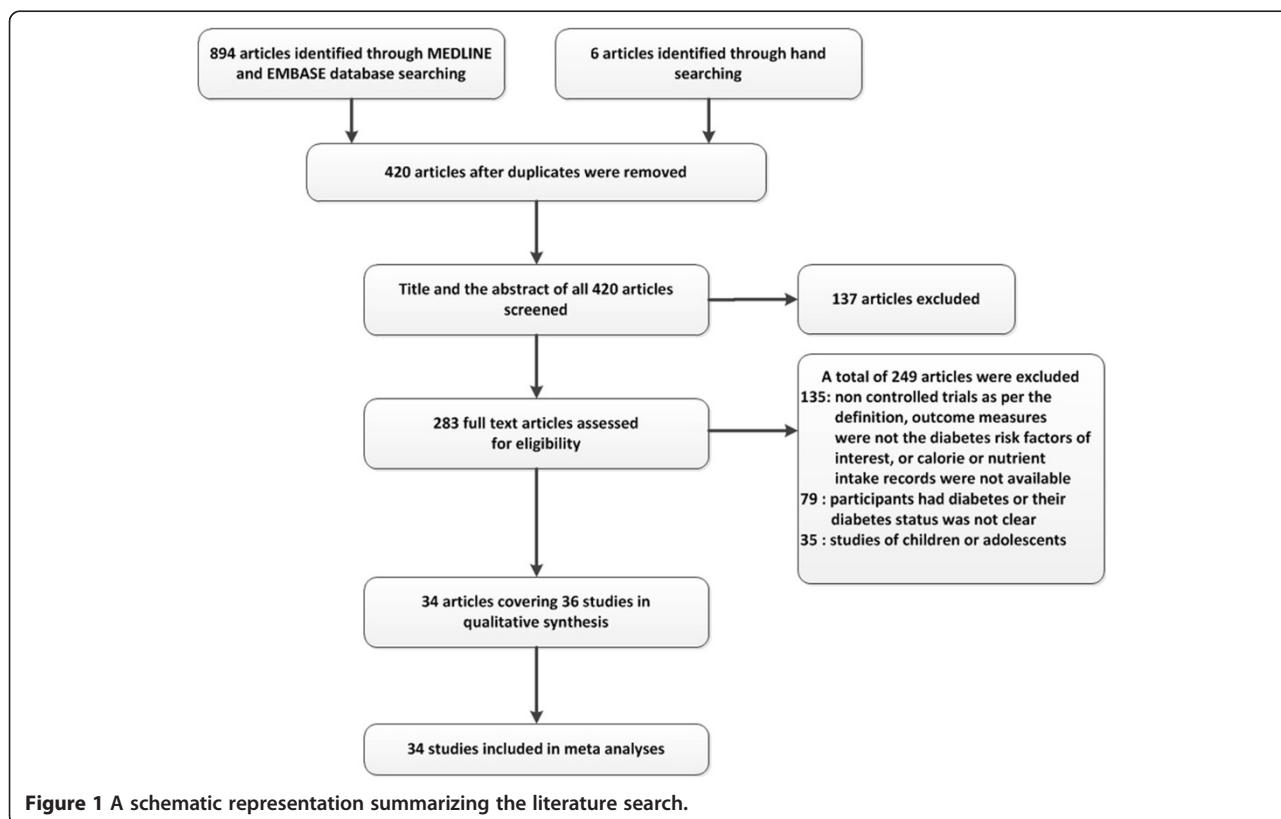 894 articles identified through MEDLINE
and EMBASE database searching
6 articles identified through hand
searching
420 articles after duplicates were removed
Title and the abstract of all 420 articles
screened
137 articles excluded
283 full text articles assessed
for eligibility
A total of 249 articles were excluded
135: non controlled trials as per the
definition, outcome measures
were not the diabetes risk factors of
interest, or calorie or nutrient
intake records were not available
79 : participants had diabetes or their
diabetes status was not clear
35 : studies of children or adolescents
34 articles covering 36 studies in
qualitative synthesis
34 studies included in meta analyses
Figure 1 A schematic representation summarizing the literature search.